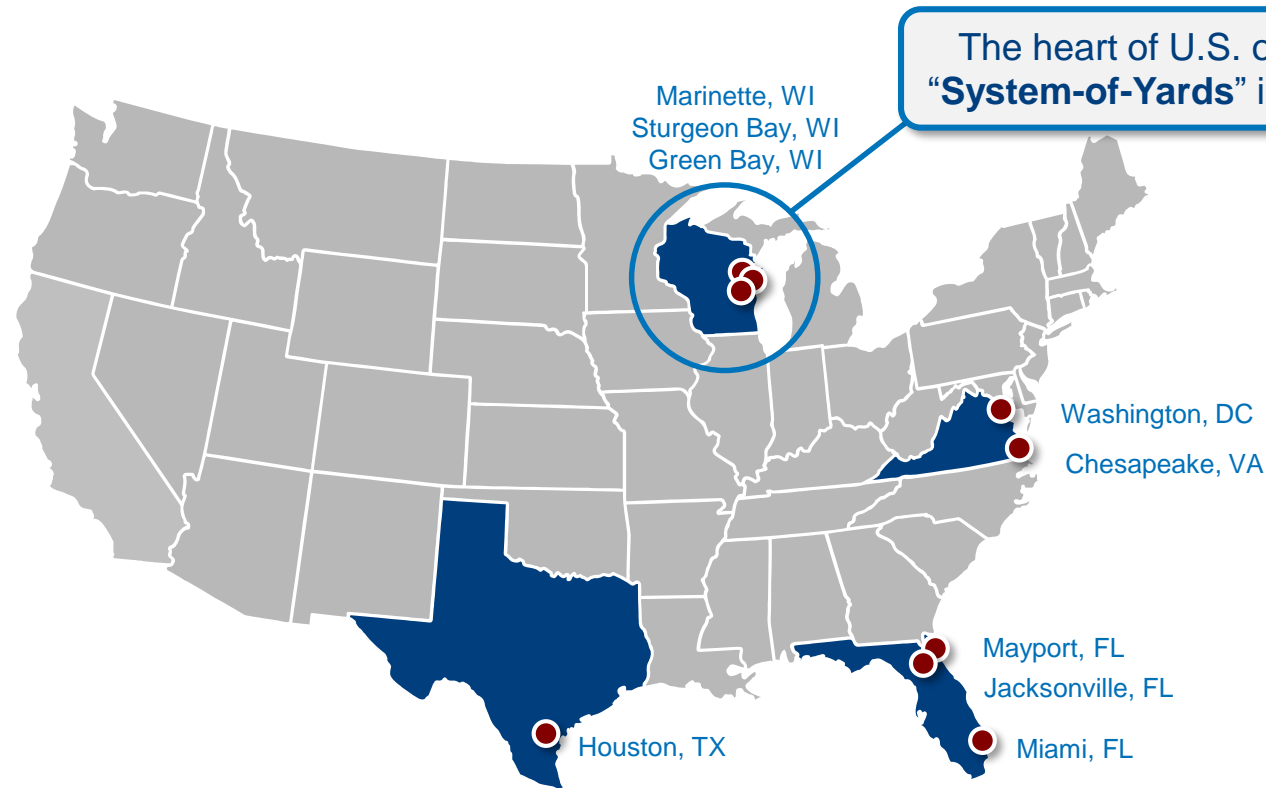 The heart of U.S.
“System-of-Yards”
Marinette, WI
Sturgeon Bay, WI
Green Bay, WI
Washington, DC
Chesapeake, VA
Mayport, FL
Jacksonville, FL
Houston, TX
Miami, FL